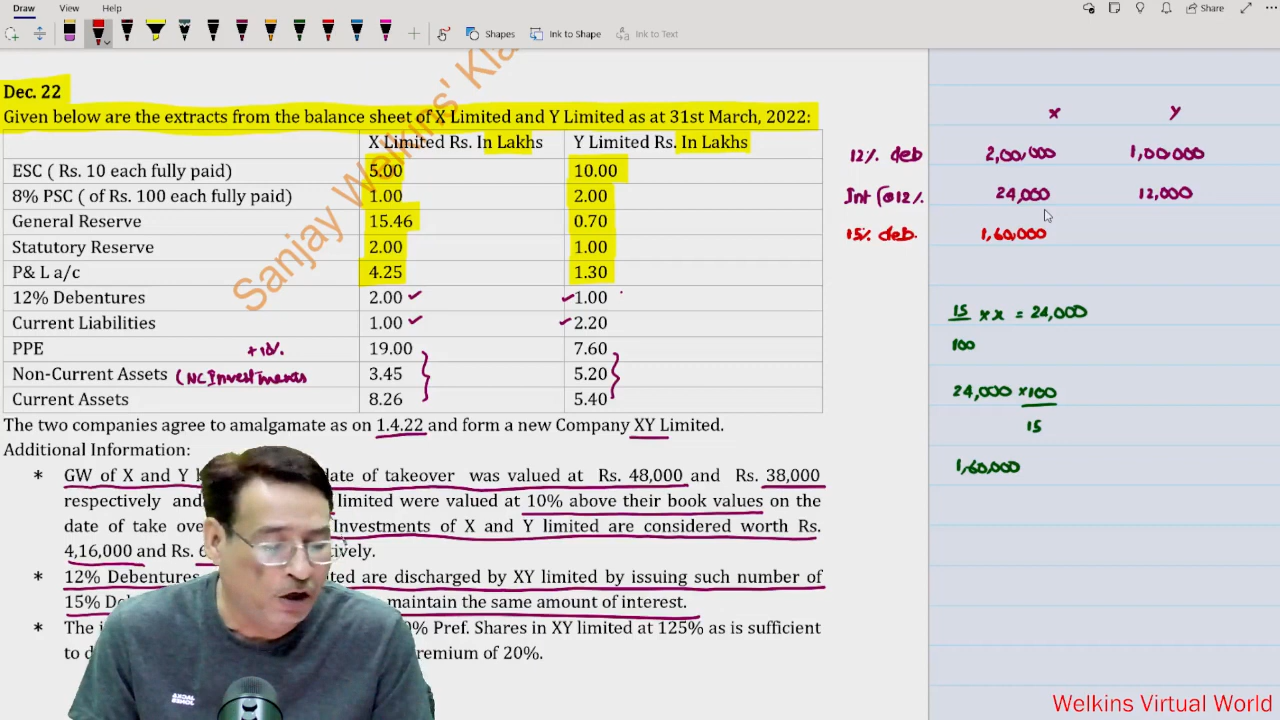 Draw View Help Share
Shapes Ink to Shape Ink to Text
Dec. 22
Given below are the extracts from the balance sheet of X Limited and Y Limited as at 31st March, 2022:
X Limited Rs. In Lakhs Y Limited Rs. In Lakhs
ESC ( Rs. 10 each fully paid) 5.00 10.00
8% PSC ( of Rs. 100 each fully paid) 1.00 2.00
General Reserve 15.46 0.70
Statutory Reserve 2.00 1.00
P& L a/c 4.25 1.30
12% Debentures 2.00 1.00
Current Liabilities 1.00 2.20
PPE +10% 19.00 7.60
Non-Current Assets (NC Investments 3.45 5.20
Current Assets 8.26 5.40
The two companies agree to amalgamate as on 1.4.22 and form a new Company XY Limited.
Additional Information:
* GW of X and Y date of takeover was valued at Rs. 48,000 and Rs. 38,000
respectively and limited were valued at 10% above their book values on the
date of take Investments of X and Y limited are considered worth Rs.
4,16,000 and Rs.
* 12% Debentures are discharged by XY limited by issuing such number of
15% maintain the same amount of interest.
* The Pref. Shares in XY limited at 125% as is sufficient
to of 20%.
Sanjay Welkins' Kla
X Y
12% deb 2,00,000 1,00,000
Int (@12% 24,000 12,000
15% deb. 1,60,000
15 × x = 24,000
100
24,000 × 100
15
1,60,000
Welkins Virtual World